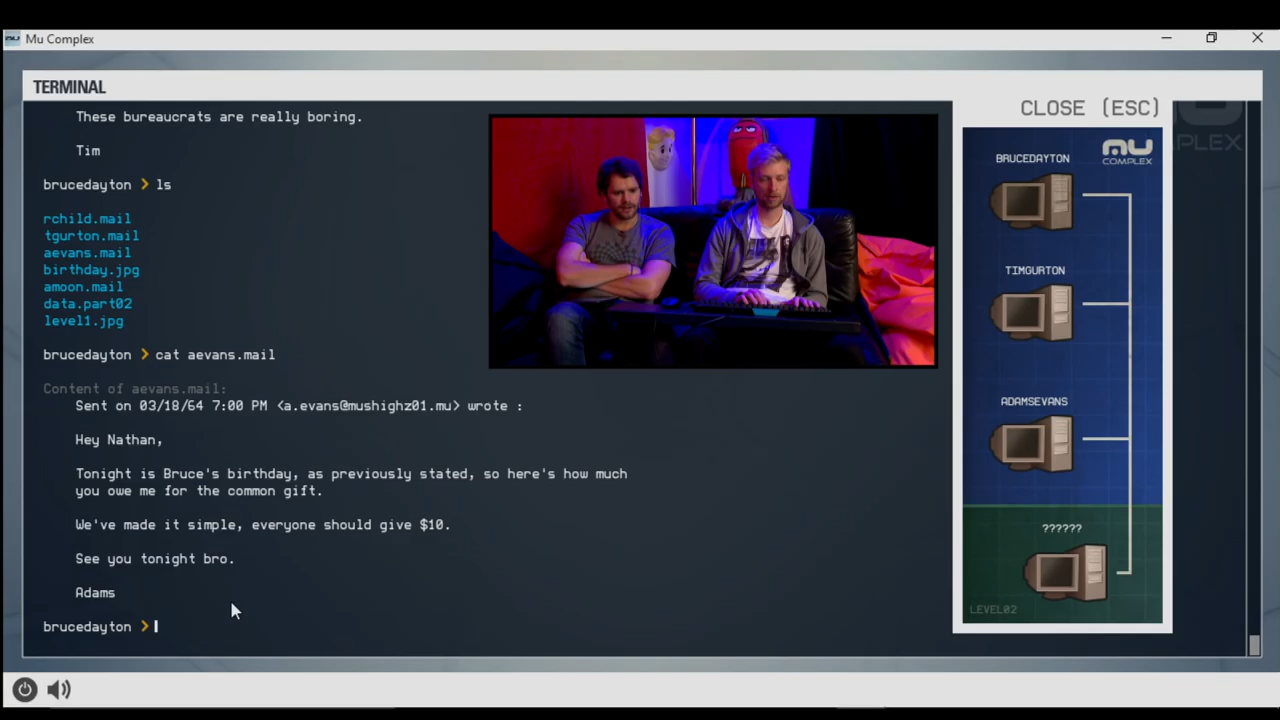 Mu Complex
TERMINAL
These bureaucrats are really boring.
Tim
brucedayton > ls
rchild.mail
tgurton.mail
aevans.mail
birthday.jpg
amoon.mail
data.part02
level1.jpg
brucedayton > cat aevans.mail
Content of aevans.mail:
Sent on 03/18/64 7:00 PM <a.evans@mushighz01.mu> wrote :
Hey Nathan,
Tonight is Bruce's birthday, as previously stated, so here's how much
you owe me for the common gift.
We've made it simple, everyone should give $10.
See you tonight bro.
Adams
brucedayton >
CLOSE (ESC)
MU
COMPLEX
BRUCEDAYTON
TIMGURTON
ADAMSEVANS
??????
LEVEL02